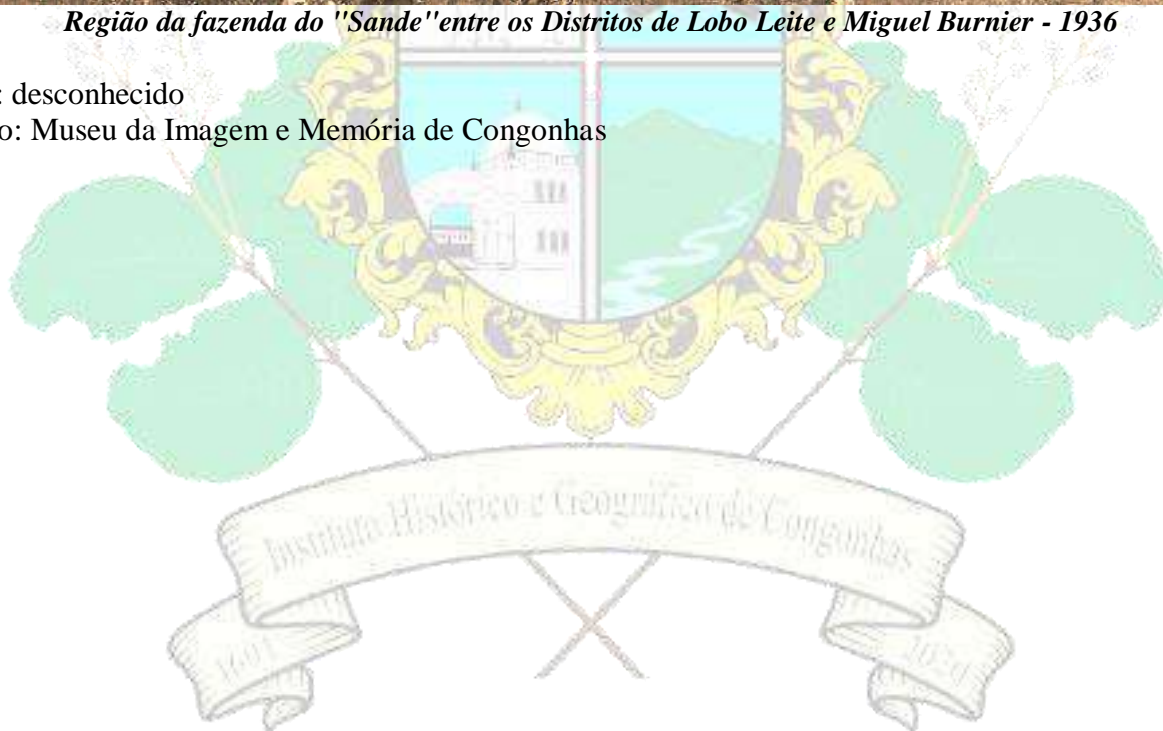 Região da fazenda do "Sande"entre os Distritos de Lobo Leite e Miguel Burnier - 1936
: desconhecido
o: Museu da Imagem e Memória de Congonhas
Instituto Histórico e Geográfico de Congonhas